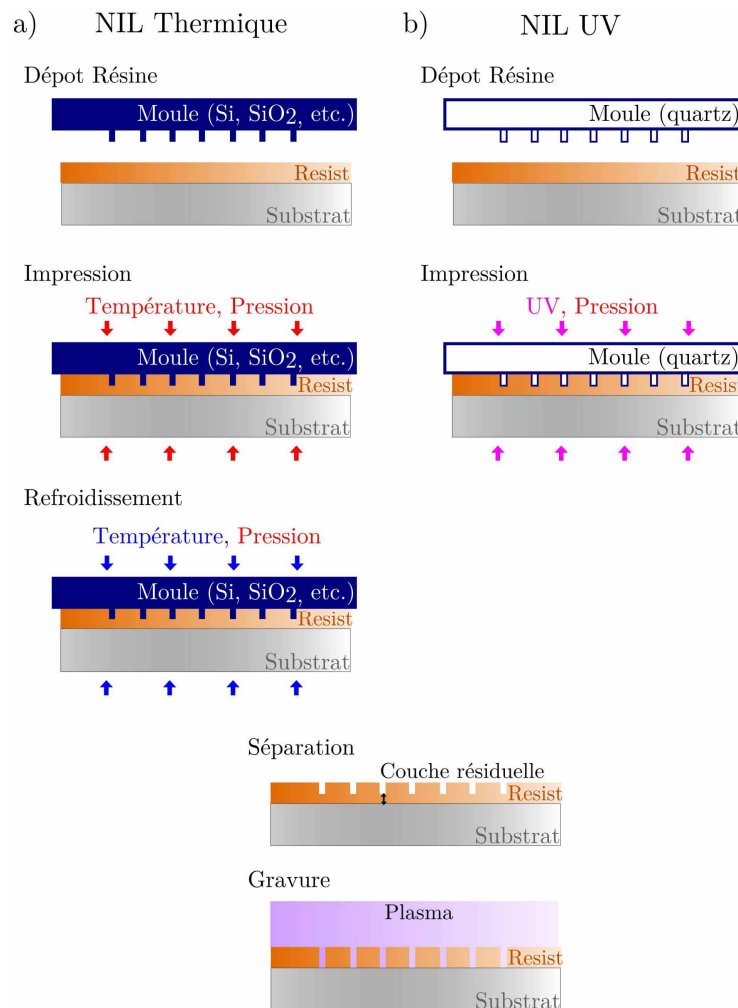 a) NIL Thermique
Dépot Résine
Moule (Si, SiO2, etc.)
Resist
Substrat
Impression
Température, Pression
Moule (Si, SiO2, etc.)
Resist
Substrat
Refroidissement
Température, Pression
Moule (Si, SiO2, etc.)
Resist
Substrat
b) NIL UV
Dépot Résine
Moule (quartz)
Resist
Substrat
Impression
UV, Pression
Moule (quartz)
Resist
Substrat
Séparation
Couche résiduelle
Resist
Substrat
Gravure
Plasma
Resist
Substrat